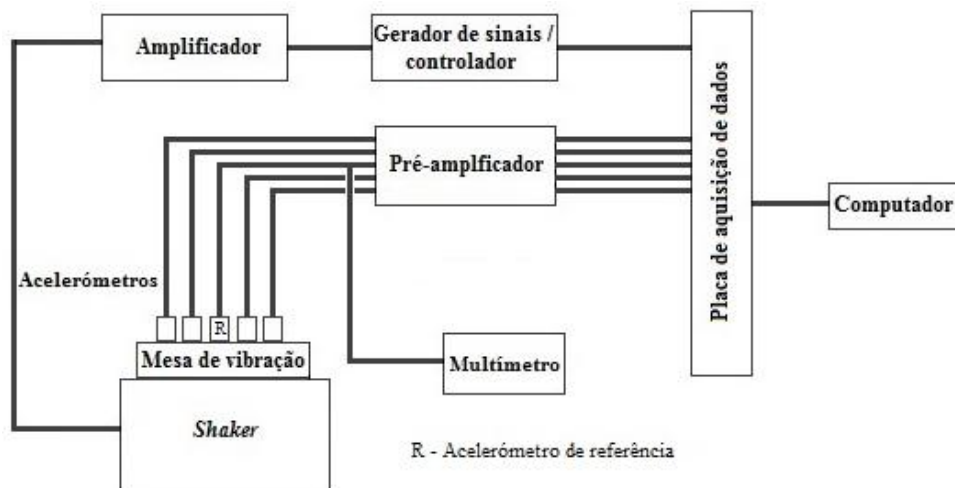 Amplificador
Gerador de sinais /
controlador
Pré-amplficador
Placa de aquisição de dados
Computador
Acelerómetros
R
Mesa de vibração
Multímetro
Shaker
R - Acelerómetro de referência